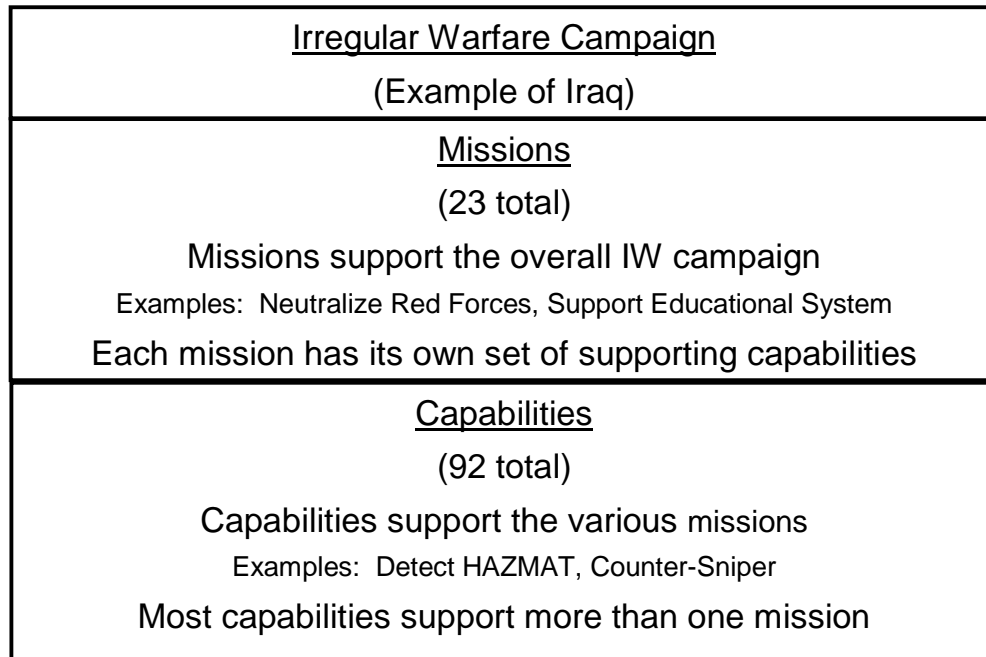 Irregular Warfare Campaign
(Example of Iraq)
Missions
(23 total)
Missions support the overall IW campaign
Examples:  Neutralize Red Forces, Support Educational System
Each mission has its own set of supporting capabilities
Capabilities
(92 total)
Capabilities support the various missions
Examples:  Detect HAZMAT, Counter-Sniper
Most capabilities support more than one mission